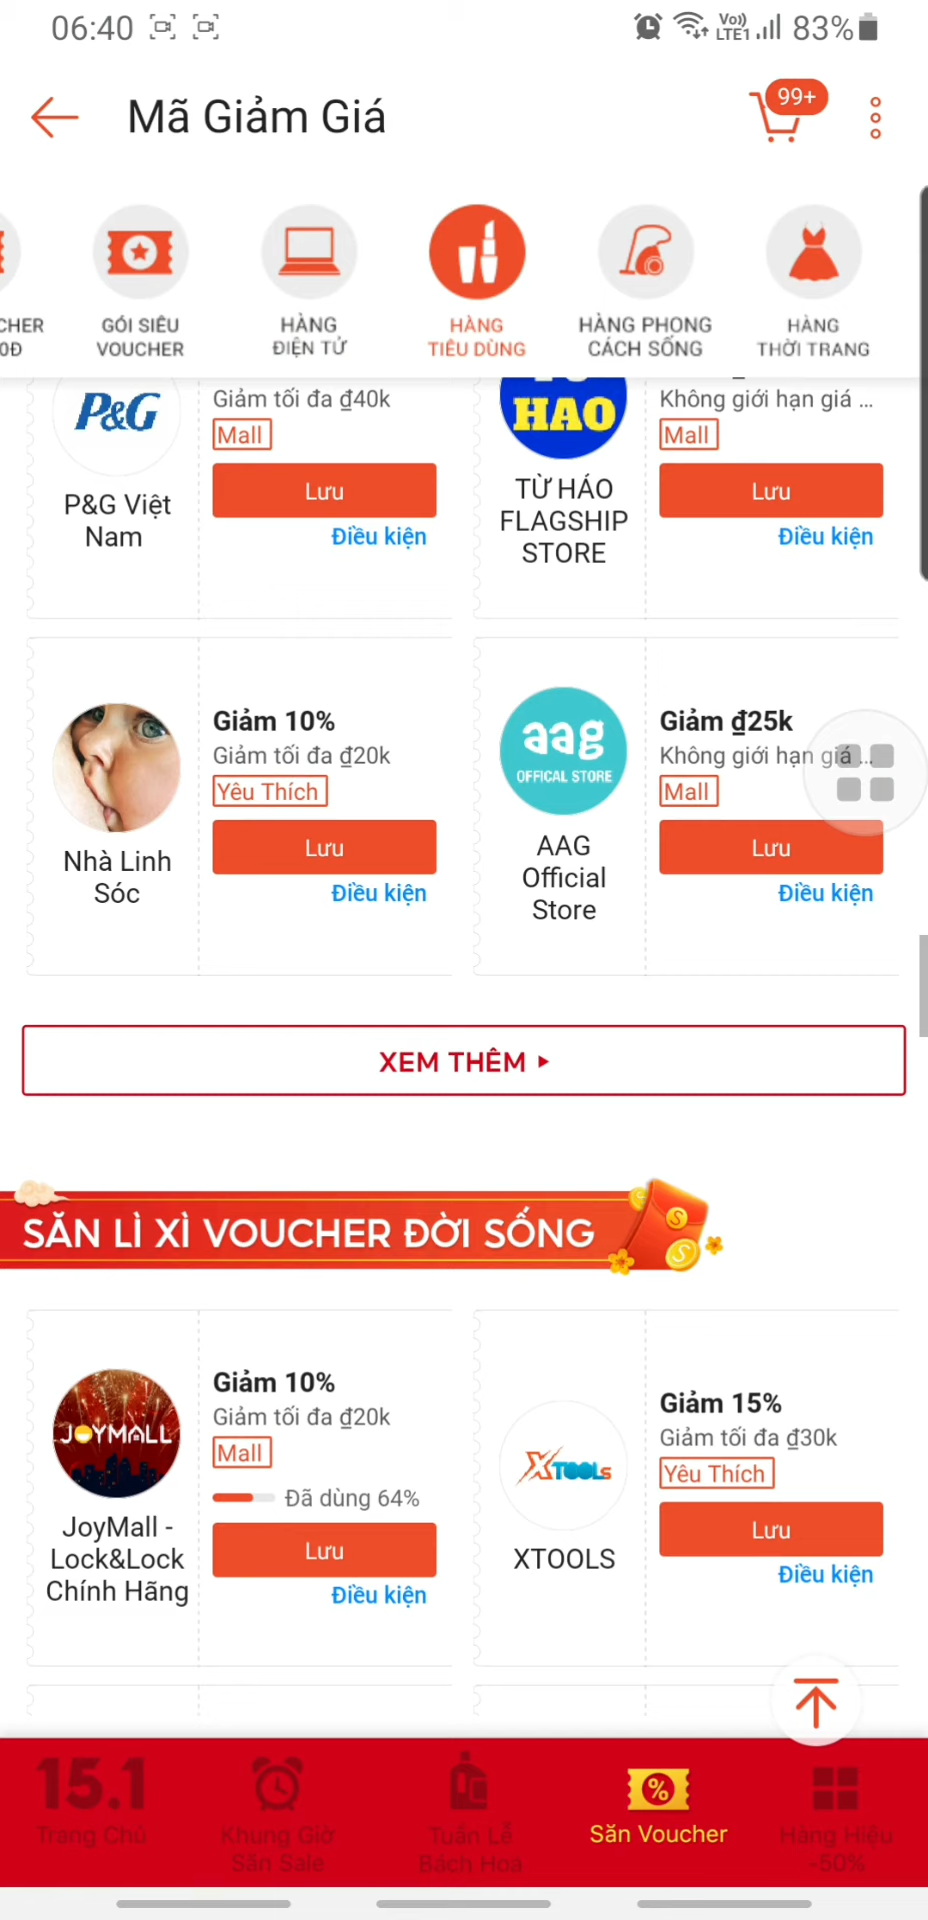 06:40
Vo))
LTE1
83%
Mã Giảm Giá
99+
CHER
0Đ
GÓI SIÊU
VOUCHER
HÀNG
ĐIỆN TỬ
HÀNG
TIÊU DÙNG
HÀNG PHONG
CÁCH SỐNG
HÀNG
THỜI TRANG
P&G
P&G Việt
Nam
Giảm tối đa ₫40k
Mall
Lưu
Điều kiện
HAO
TỪ HÁO
FLAGSHIP
STORE
Không giới hạn giá ...
Mall
Lưu
Điều kiện
Nhà Linh
Sóc
Giảm 10%
Giảm tối đa ₫20k
Yêu Thích
Lưu
Điều kiện
aag
OFFICAL STORE
AAG
Official
Store
Giảm ₫25k
Không giới hạn giá ...
Mall
Lưu
Điều kiện
XEM THÊM
SĂN LÌ XÌ VOUCHER ĐỜI SỐNG
JOYMALL
JoyMall -
Lock&Lock
Chính Hãng
Giảm 10%
Giảm tối đa ₫20k
Mall
Đã dùng 64%
Lưu
Điều kiện
XTOOLS
XTOOLS
Giảm 15%
Giảm tối đa ₫30k
Yêu Thích
Lưu
Điều kiện
15.1
Trang Chủ
Khung Giờ
Săn Sale
Tuần Lễ
Bách Hoá
%
Săn Voucher
Hàng Hiệu
-50%